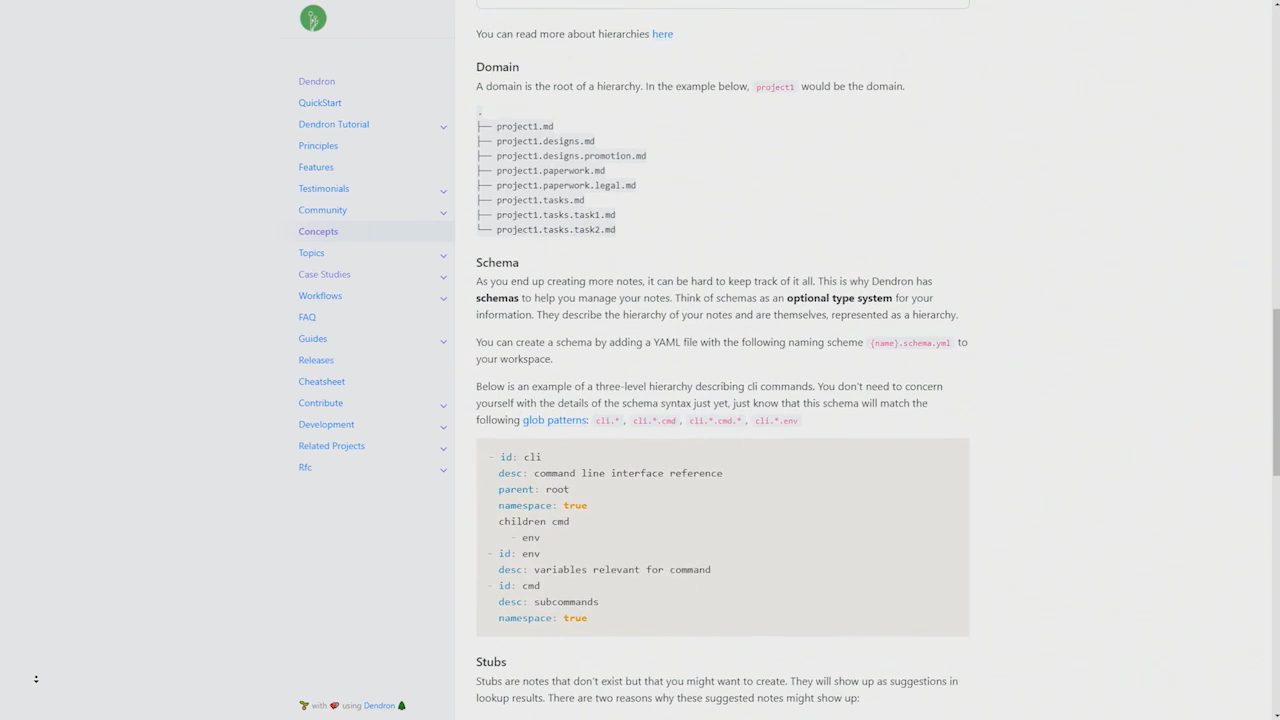 You can read more about hierarchies here
Domain
A domain is the root of a hierarchy. In the example below, project1 would be the domain.
.
├── project1.md
├── project1.designs.md
├── project1.designs.promotion.md
├── project1.paperwork.md
├── project1.paperwork.legal.md
├── project1.tasks.md
├── project1.tasks.task1.md
└── project1.tasks.task2.md
Schema
As you end up creating more notes, it can be hard to keep track of it all. This is why Dendron has
schemas to help you manage your notes. Think of schemas as an optional type system for your
information. They describe the hierarchy of your notes and are themselves, represented as a hierarchy.
You can create a schema by adding a YAML file with the following naming scheme {name}.schema.yml to
your workspace.
Below is an example of a three-level hierarchy describing cli commands. You don't need to concern
yourself with the details of the schema syntax just yet, just know that this schema will match the
following glob patterns: cli.*, cli.*.cmd, cli.*.cmd.*, cli.*.env
- id: cli
desc: command line interface reference
parent: root
namespace: true
children cmd
- env
- id: env
desc: variables relevant for command
- id: cmd
desc: subcommands
namespace: true
Stubs
Stubs are notes that don't exist but that you might want to create. They will show up as suggestions in
lookup results. There are two reasons why these suggested notes might show up:
Dendron
QuickStart
Dendron Tutorial
Principles
Features
Testimonials
Community
Concepts
Topics
Case Studies
Workflows
FAQ
Guides
Releases
Cheatsheet
Contribute
Development
Related Projects
Rfc
🌱 with 💖 using Dendron 🌲